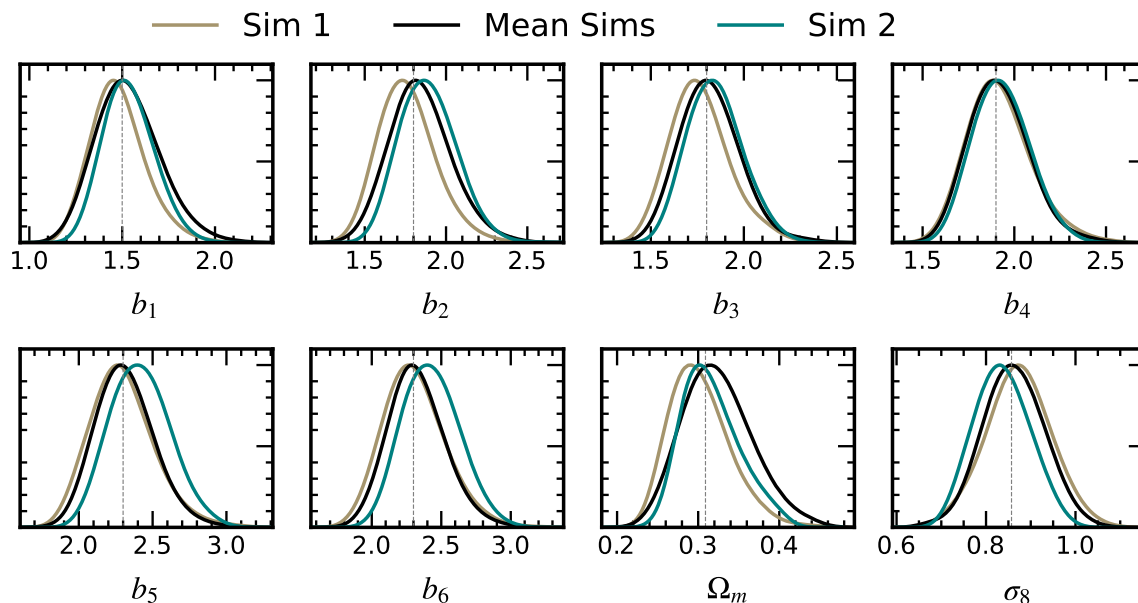 Sim 1 Mean Sims Sim 2
1.0 1.5 2.0 1.5 2.0 2.5 1.5 2.0 2.5 1.5 2.0 2.5
b₁ b₂ b₃ b₄
2.0 2.5 3.0 2.0 2.5 3.0 0.2 0.3 0.4 0.6 0.8 1.0
b₅ b₆ Ωₘ σ₈